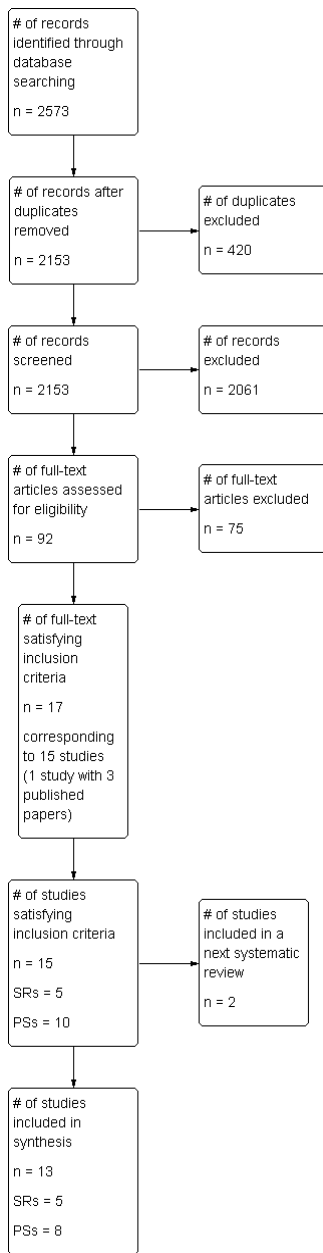 # of records
identified through
database
searching
n = 2573
# of records after
duplicates
removed
n = 2153
# of duplicates
excluded
n = 420
# of records
screened
n = 2153
# of records
excluded
n = 2061
# of full-text
articles assessed
for eligibility
n = 92
# of full-text
articles excluded
n = 75
# of full-text
satisfying
inclusion
criteria
n = 17
corresponding
to 15 studies
(1 study with 3
published
papers)
# of studies
satisfying
inclusion criteria
n = 15
SRs = 5
PSs = 10
# of studies
included in a
next systematic
review
n = 2
# of studies
included in
synthesis
n = 13
SRs = 5
PSs = 8